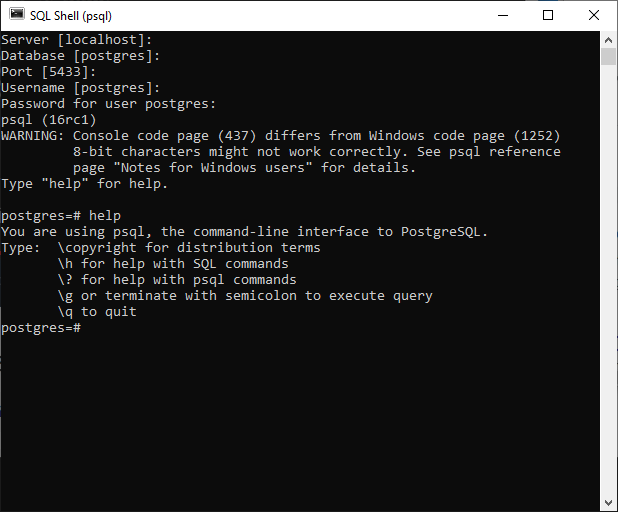 SQL Shell (psql)
Server [localhost]:
Database [postgres]:
Port [5433]:
Username [postgres]:
Password for user postgres:
psql (16rc1)
WARNING: Console code page (437) differs from Windows code page (1252)
         8-bit characters might not work correctly. See psql reference
         page "Notes for Windows users" for details.
Type "help" for help.

postgres=# help
You are using psql, the command-line interface to PostgreSQL.
Type:  \copyright for distribution terms
       \h for help with SQL commands
       \? for help with psql commands
       \g or terminate with semicolon to execute query
       \q to quit
postgres=#